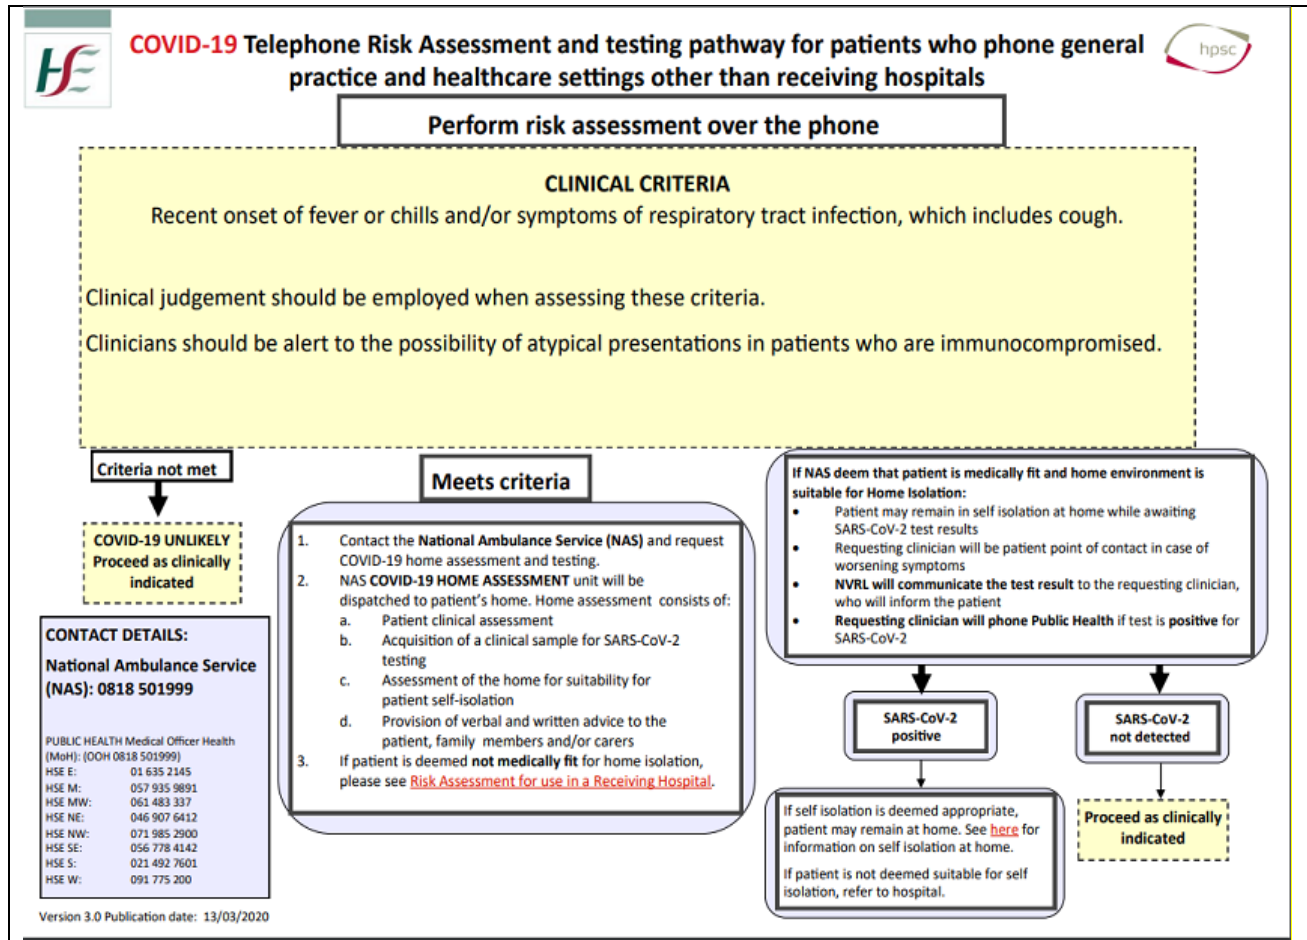 COVID-19 Telephone Risk Assessment and testing pathway for patients who phone general
practice and healthcare settings other than receiving hospitals
hpsc
Perform risk assessment over the phone
CLINICAL CRITERIA
Recent onset of fever or chills and/or symptoms of respiratory tract infection, which includes cough.
Clinical judgement should be employed when assessing these criteria.
Clinicians should be alert to the possibility of atypical presentations in patients who are immunocompromised.
Criteria not met
COVID-19 UNLIKELY
Proceed as clinically
indicated
CONTACT DETAILS:
National Ambulance Service
(NAS): 0818 501999
PUBLIC HEALTH Medical Officer Health
(MoH): (OOH 0818 501999)
HSE E: 01 635 2145
HSE M: 057 935 9891
HSE MW: 061 483 337
HSE NE: 046 907 6412
HSE NW: 071 985 2900
HSE SE: 056 778 4142
HSE S: 021 492 7601
HSE W: 091 775 200
Meets criteria
1. Contact the National Ambulance Service (NAS) and request
COVID-19 home assessment and testing.
2. NAS COVID-19 HOME ASSESSMENT unit will be
dispatched to patient's home. Home assessment consists of:
a. Patient clinical assessment
b. Acquisition of a clinical sample for SARS-CoV-2
testing
c. Assessment of the home for suitability for
patient self-isolation
d. Provision of verbal and written advice to the
patient, family members and/or carers
3. If patient is deemed not medically fit for home isolation,
please see Risk Assessment for use in a Receiving Hospital.
If NAS deem that patient is medically fit and home environment is
suitable for Home Isolation:
• Patient may remain in self isolation at home while awaiting
SARS-CoV-2 test results
• Requesting clinician will be patient point of contact in case of
worsening symptoms
• NVRL will communicate the test result to the requesting clinician,
who will inform the patient
• Requesting clinician will phone Public Health if test is positive for
SARS-CoV-2
SARS-CoV-2
positive
If self isolation is deemed appropriate,
patient may remain at home. See here for
information on self isolation at home.
If patient is not deemed suitable for self
isolation, refer to hospital.
SARS-CoV-2
not detected
Proceed as clinically
indicated
Version 3.0 Publication date: 13/03/2020